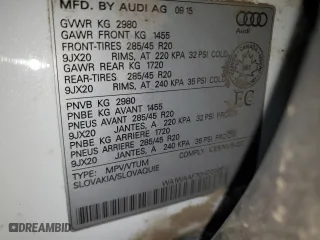 MFD. BY AUDI AG 09 15
Audi
GVWR KG 2980
GAWR FRONT KG 1455
FRONT-TIRES 285/45 R20
9JX20 RIMS, AT 220 KPA 32 PSI COLD
GAWR REAR KG 1720
REAR-TIRES 285/45 R20
9JX20 RIMS, AT 240 KPA 35 PSI COLD
EC
PNVB KG 2980
PNBE KG AVANT 1455
PNEUS AVANT 285/45 R20
9JX20 JANTES, A 220 KPA 32 PSI
PNBE KG ARRIERE 1720
PNEUS ARRIERE 285/45 R20
9JX20 JANTES, A 240 KPA 35 PSI
COMPLY
TYPE: MPV/VTUM
SLOVAKIA/SLOVAQUIE
DREAMBID